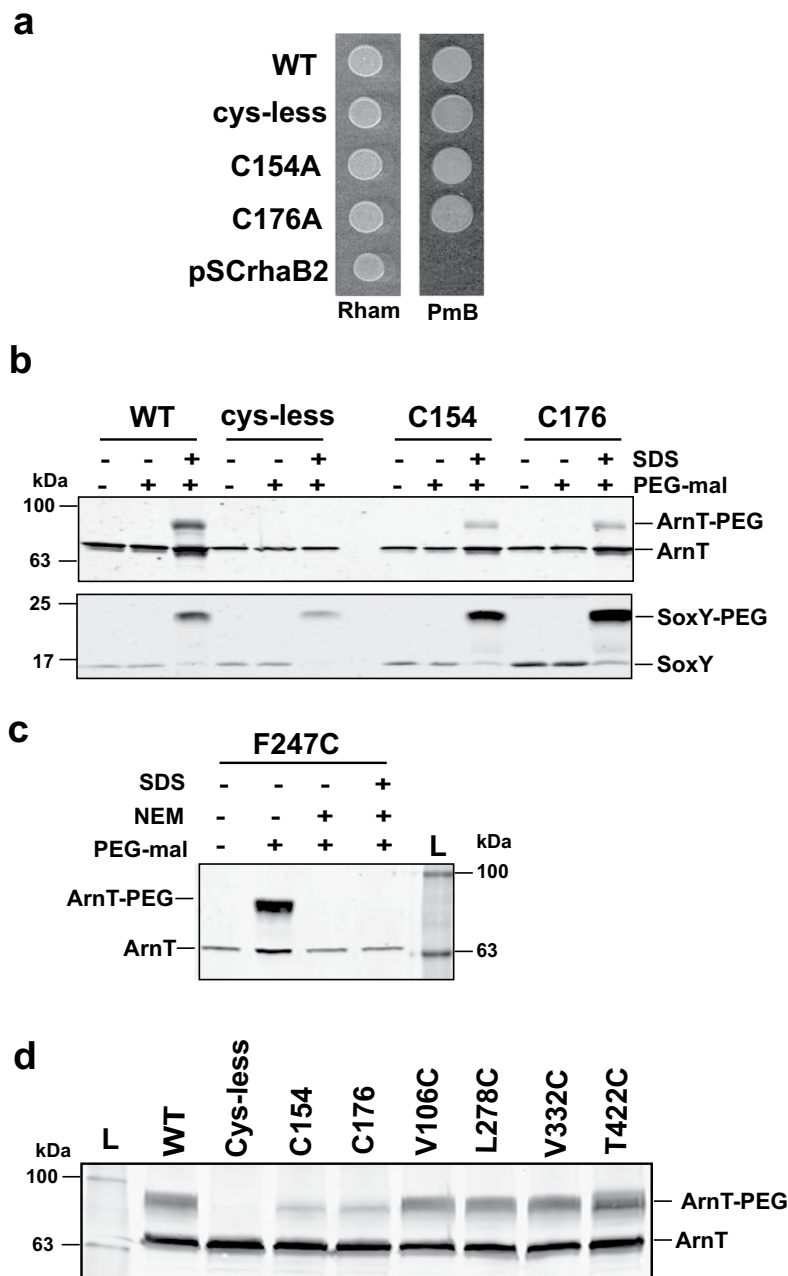 a
WT
cys-less
C154A
C176A
pSCrhaB2
Rham PmB
b
WT cys-less C154 C176
- - + - - + - - + - - + SDS
kDa - + + - + + - + + - + + PEG-mal
100
ArnT-PEG
ArnT
63
25
SoxY-PEG
17
SoxY
c
F247C
SDS - - - +
NEM - - + +
PEG-mal - + + + L kDa
100
ArnT-PEG
ArnT
63
d
kDa L WT Cys-less C154 C176 V106C L278C V332C T422C
100
ArnT-PEG
63 ArnT